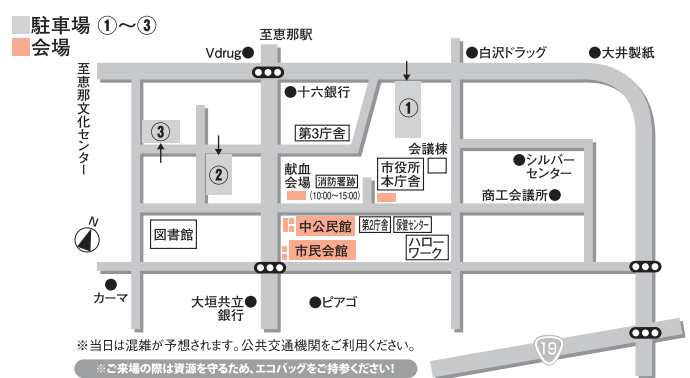 駐車場 ①～③
会場
至恵那駅
Vdrug
白沢ドラッグ
大井製紙
至恵那文化センター
十六銀行
①
③
第3庁舎
会議棟
②
献血
会場
消防署跡
(10:00～15:00)
市役所
本庁舎
シルバー
センター
商工会議所
N
図書館
中公民館
第2庁舎
保健センター
市民会館
ハロー
ワーク
カーマ
大垣共立
銀行
ピアゴ
19
※当日は混雑が予想されます。公共交通機関をご利用ください。
※ご来場の際は資源を守るため、エコバッグをご持参ください!